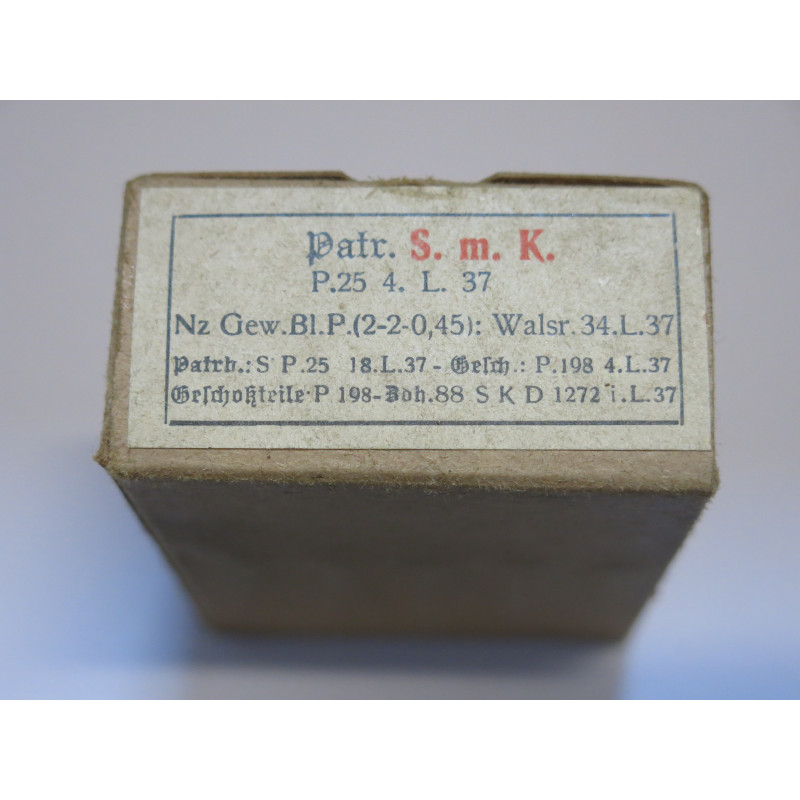 Patr. S. m. K.
P.25 4. L. 37
Nz Gew.Bl.P.(2-2-0,45): Walsr.34.L.37
Patrh.: S P.25 18.L.37 - Gesch.: P.198 4.L.37
Geschoßteile: P 198-Zdh.88 S K D 1272 i.L.37